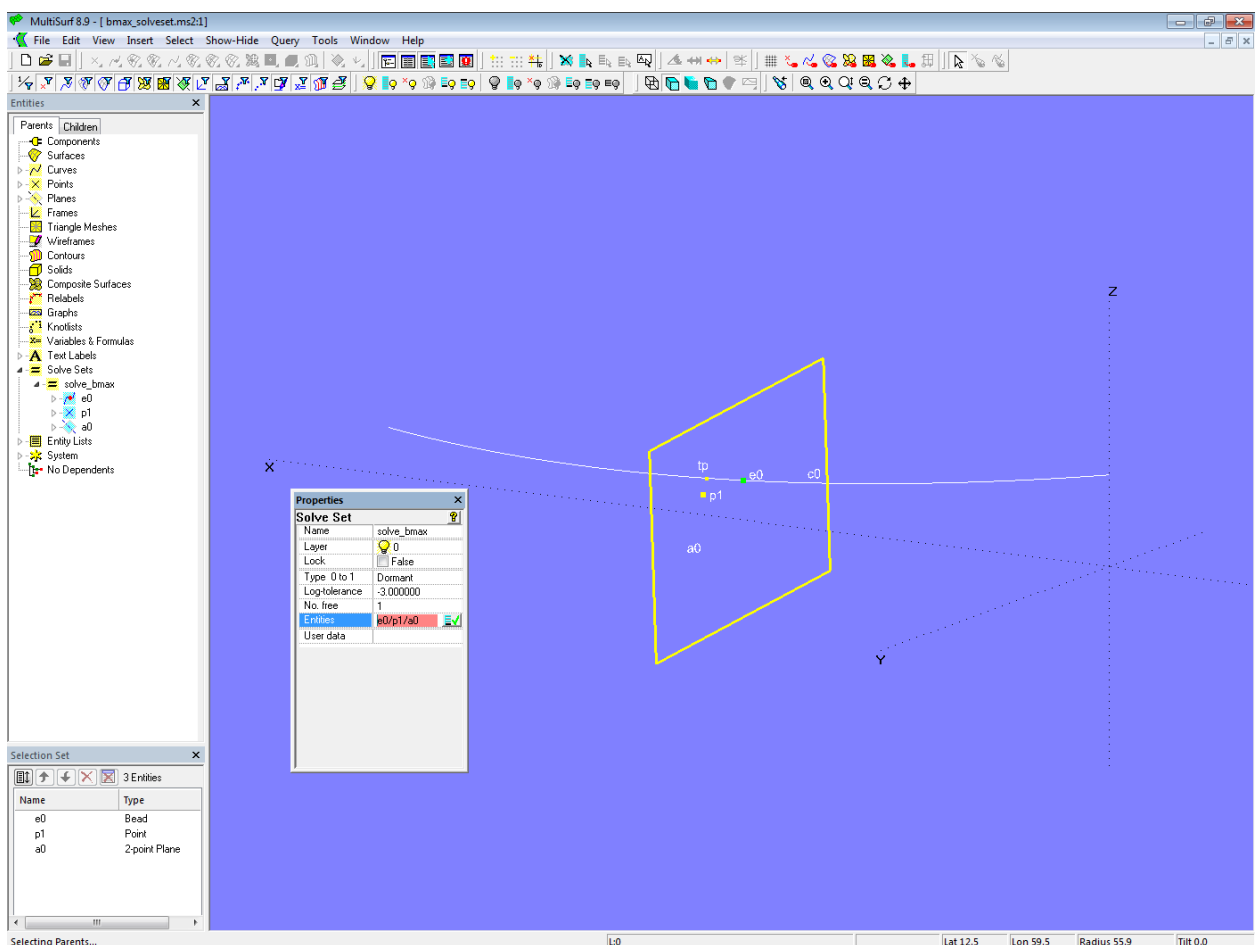 MultiSurf 8.9 - [ bmax_solveset.ms2:1]
File Edit View Insert Select Show-Hide Query Tools Window Help
Entities
Parents Children
Components
Surfaces
Curves
Points
Planes
Frames
Triangle Meshes
Wireframes
Contours
Solids
Composite Surfaces
Relabels
Graphs
Knotlists
Variables & Formulas
Text Labels
Solve Sets
solve_bmax
e0
p1
a0
Entity Lists
System
No Dependents
Z
X
tp
e0
c0
p1
a0
Y
Properties
Solve Set
Name solve_bmax
Layer 0
Lock False
Type 0 to 1 Dormant
Log-tolerance -3.000000
No. free 1
Entities e0/p1/a0
User data
Selection Set
3 Entities
Name Type
e0 Bead
p1 Point
a0 2-point Plane
Selecting Parents... L:0 Lat 12.5 Lon 59.5 Radius 55.9 Tilt 0.0